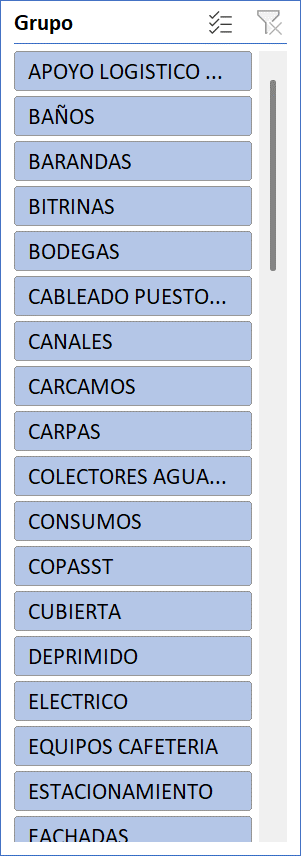 Grupo
APOYO LOGISTICO ...
BAÑOS
BARANDAS
BITRINAS
BODEGAS
CABLEADO PUESTO...
CANALES
CARCAMOS
CARPAS
COLECTORES AGUA...
CONSUMOS
COPASST
CUBIERTA
DEPRIMIDO
ELECTRICO
EQUIPOS CAFETERIA
ESTACIONAMIENTO
FACHADAS